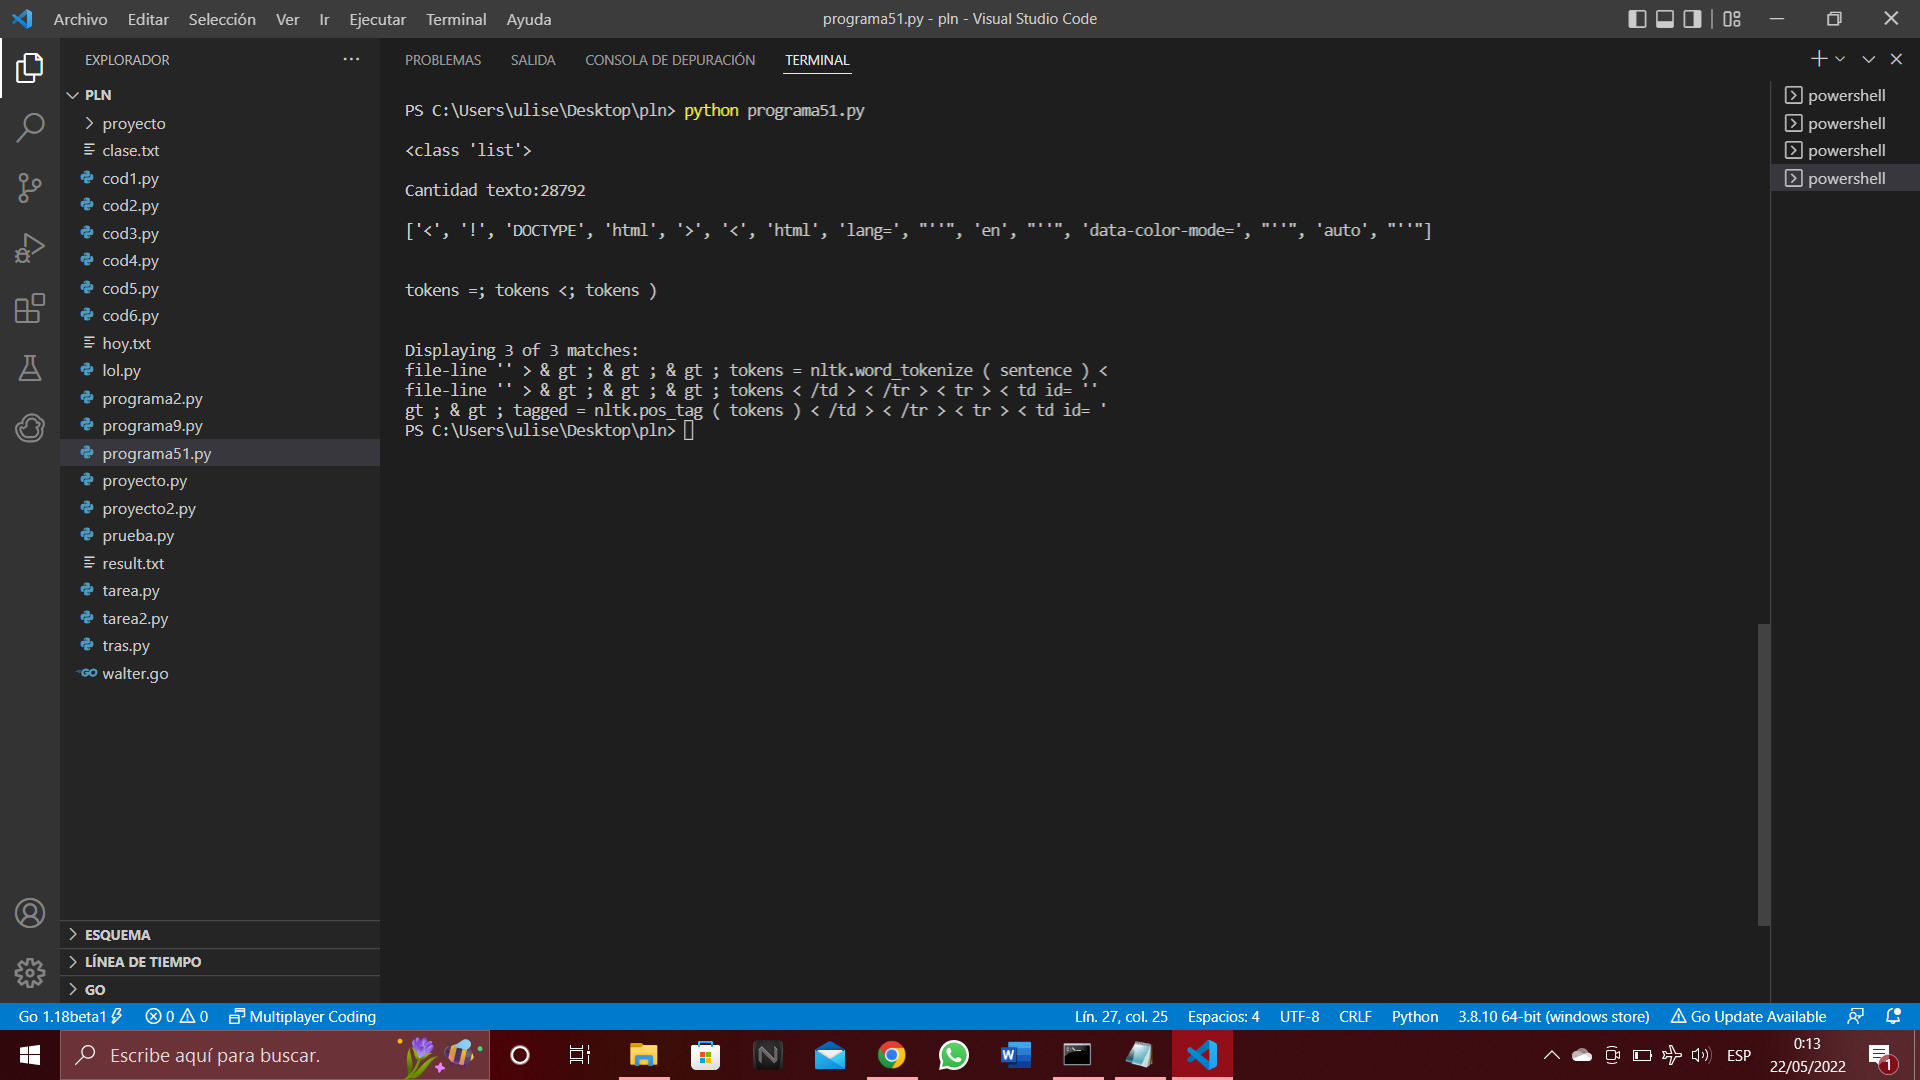 Archivo Editar Selección Ver Ir Ejecutar Terminal Ayuda
programa51.py - pln - Visual Studio Code
EXPLORADOR
PLN
proyecto
clase.txt
cod1.py
cod2.py
cod3.py
cod4.py
cod5.py
cod6.py
hoy.txt
lol.py
programa2.py
programa9.py
programa51.py
proyecto.py
proyecto2.py
prueba.py
result.txt
tarea.py
tarea2.py
tras.py
GO walter.go
ESQUEMA
LÍNEA DE TIEMPO
GO
PROBLEMAS SALIDA CONSOLA DE DEPURACIÓN TERMINAL
PS C:\Users\ulise\Desktop\pln> python programa51.py
<class 'list'>
Cantidad texto:28792
['<', '!', 'DOCTYPE', 'html', '>', '<', 'html', 'lang=', "''", 'en', "''", 'data-color-mode=', "''", 'auto', "''"]
tokens =; tokens <; tokens )
Displaying 3 of 3 matches:
file-line '' > & gt ; & gt ; & gt ; tokens = nltk.word_tokenize ( sentence ) <
file-line '' > & gt ; & gt ; & gt ; tokens < /td > < /tr > < tr > < td id= ''
gt ; & gt ; tagged = nltk.pos_tag ( tokens ) < /td > < /tr > < tr > < td id= '
PS C:\Users\ulise\Desktop\pln>
powershell
powershell
powershell
powershell
Go 1.18beta1 0 0 Multiplayer Coding
Lín. 27, col. 25 Espacios: 4 UTF-8 CRLF Python 3.8.10 64-bit (windows store) Go Update Available
Escribe aquí para buscar.
N
W
ESP
0:13
22/05/2022
1